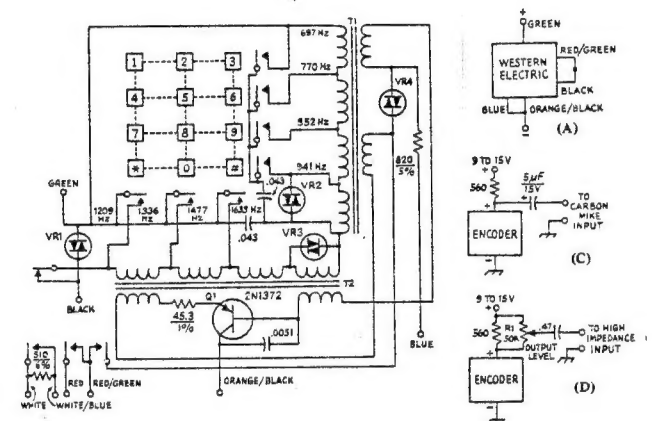 T1
697 Hz
1 2 3
770 Hz
4 5 6
VR4
852 Hz
7 8 9
941 Hz
* 0 #
820
5%
.043
VR2
GREEN
1209 Hz
1336 Hz
1477 Hz
1633 Hz
.043
VR1
VR3
T2
BLACK
Q1
2N1372
45.3
1%
.0051
BLUE
510
5%
RED
RED/GREEN
ORANGE/BLACK
WHITE
WHITE/BLUE
+
GREEN
WESTERN ELECTRIC
RED/GREEN
BLACK
BLUE
ORANGE/BLACK
(A)
9 TO 15V
560
5µF
15V
+
+
TO CARBON MIKE INPUT
ENCODER
(C)
9 TO 15V
560
R1
50K
.47
OUTPUT LEVEL
TO HIGH IMPEDANCE INPUT
+
ENCODER
(D)